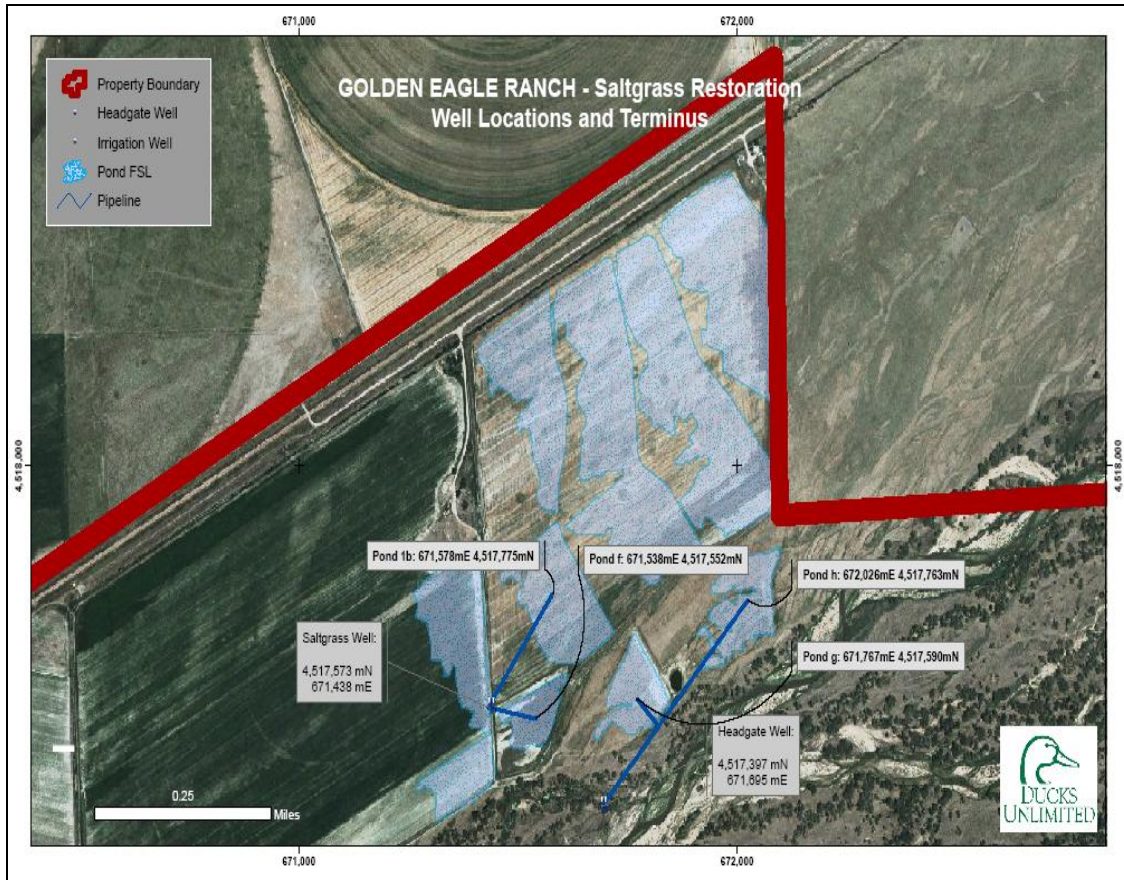 671,000
672,000
GOLDEN EAGLE RANCH - Saltgrass Restoration
Well Locations and Terminus
Property Boundary
Headgate Well
Irrigation Well
Pond FSL
Pipeline
4,518,000
4,518,000
Pond 1b: 671,578mE 4,517,775mN
Pond f: 671,538mE 4,517,552mN
Pond h: 672,026mE 4,517,763mN
Saltgrass Well:
4,517,573 mN
671,438 mE
Pond g: 671,767mE 4,517,590mN
Headgate Well:
4,517,397 mN
671,695 mE
0.25
Miles
DUCKS
UNLIMITED
671,000
672,000